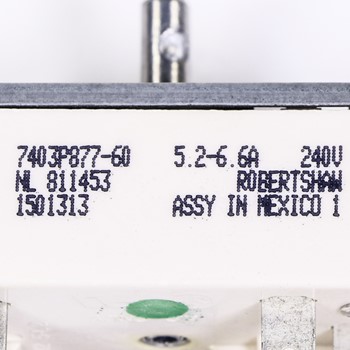 7403P877-60 5.2-6.6A 240V
NL 811453 ROBERTSHAW
1501313 ASSY IN MEXICO 1